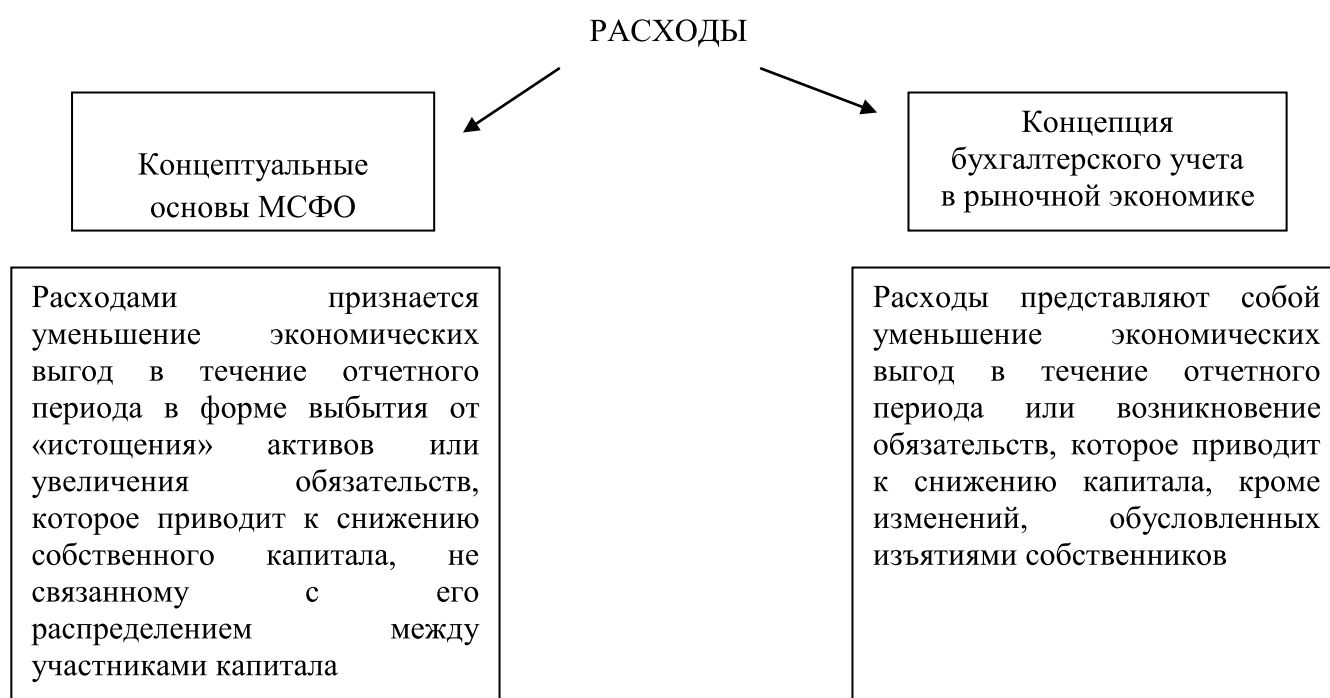 РАСХОДЫ
Концептуальные
основы МСФО
Концепция
бухгалтерского учета
в рыночной экономике
Расходами признается
уменьшение экономических
выгод в течение отчетного
периода в форме выбытия от
«истощения» активов или
увеличения обязательств,
которое приводит к снижению
собственного капитала, не
связанному с его
распределением между
участниками капитала
Расходы представляют собой
уменьшение экономических
выгод в течение отчетного
периода или возникновение
обязательств, которое приводит
к снижению капитала, кроме
изменений, обусловленных
изъятиями собственников